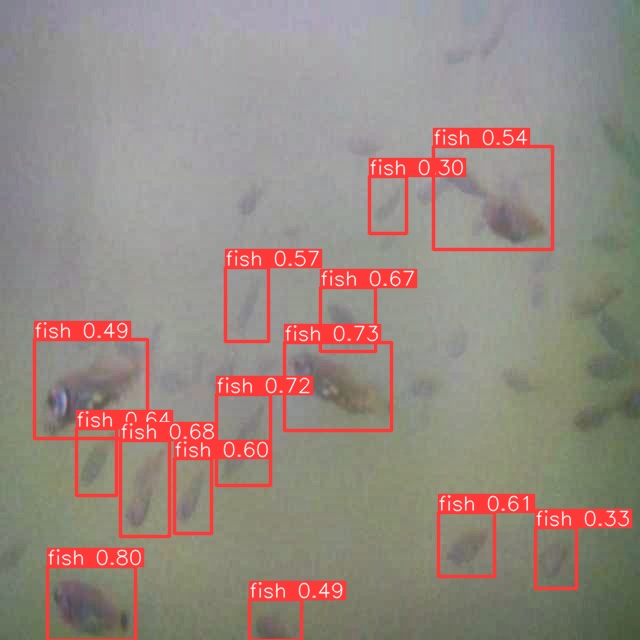 fish 0.54
fish 0.30
fish 0.57
fish 0.67
fish 0.49
fish 0.73
fish 0.72
fish 0.64
fish 0.68
fish 0.60
fish 0.61
fish 0.33
fish 0.80
fish 0.49